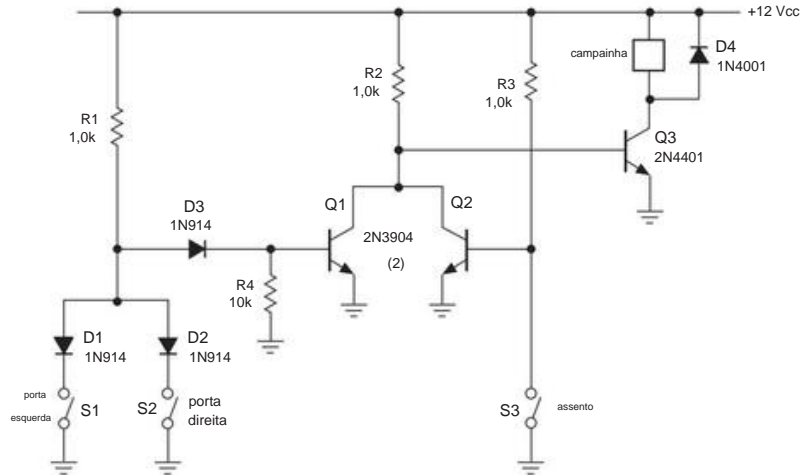 +12 Vcc
R1
1,0k
R2
1,0k
R3
1,0k
campainha
D4
1N4001
Q3
2N4401
D3
1N914
Q1
Q2
2N3904
(2)
R4
10k
D1
1N914
D2
1N914
porta
esquerda
S1
S2
porta
direita
S3
assento